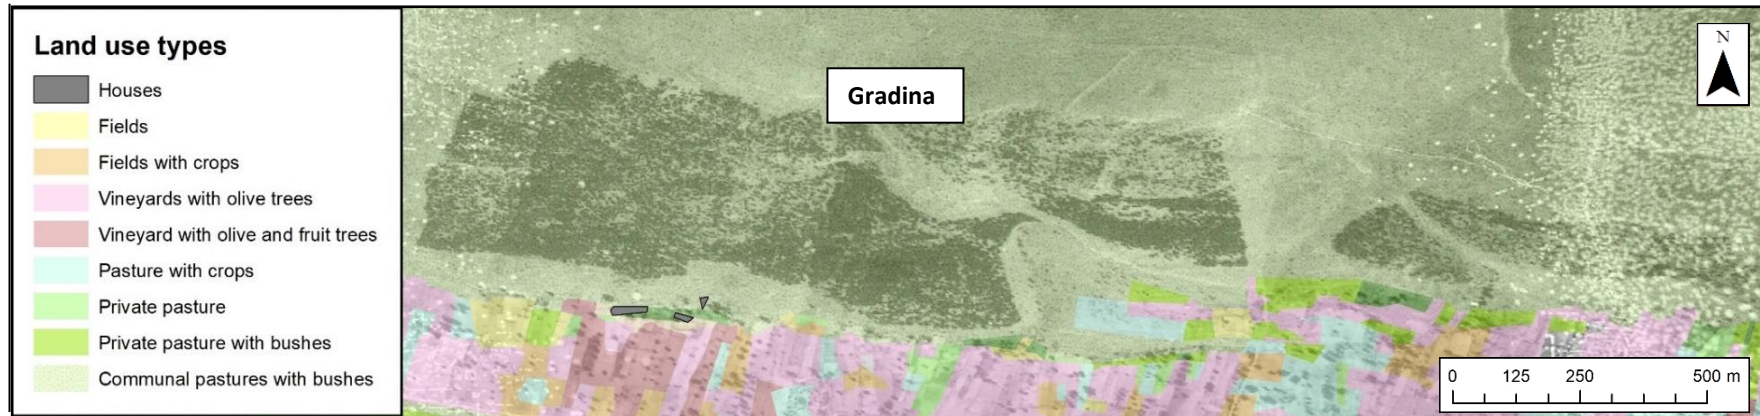 Land use types
Houses
Fields
Fields with crops
Vineyards with olive trees
Vineyard with olive and fruit trees
Pasture with crops
Private pasture
Private pasture with bushes
Communal pastures with bushes
Gradina
N
0 125 250 500 m